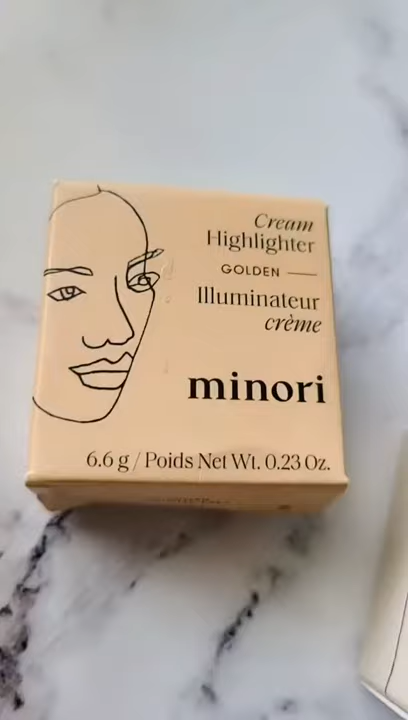 Cream
Highlighter
GOLDEN
Illuminateur
crème
minori
6.6 g / Poids Net Wt. 0.23 Oz.